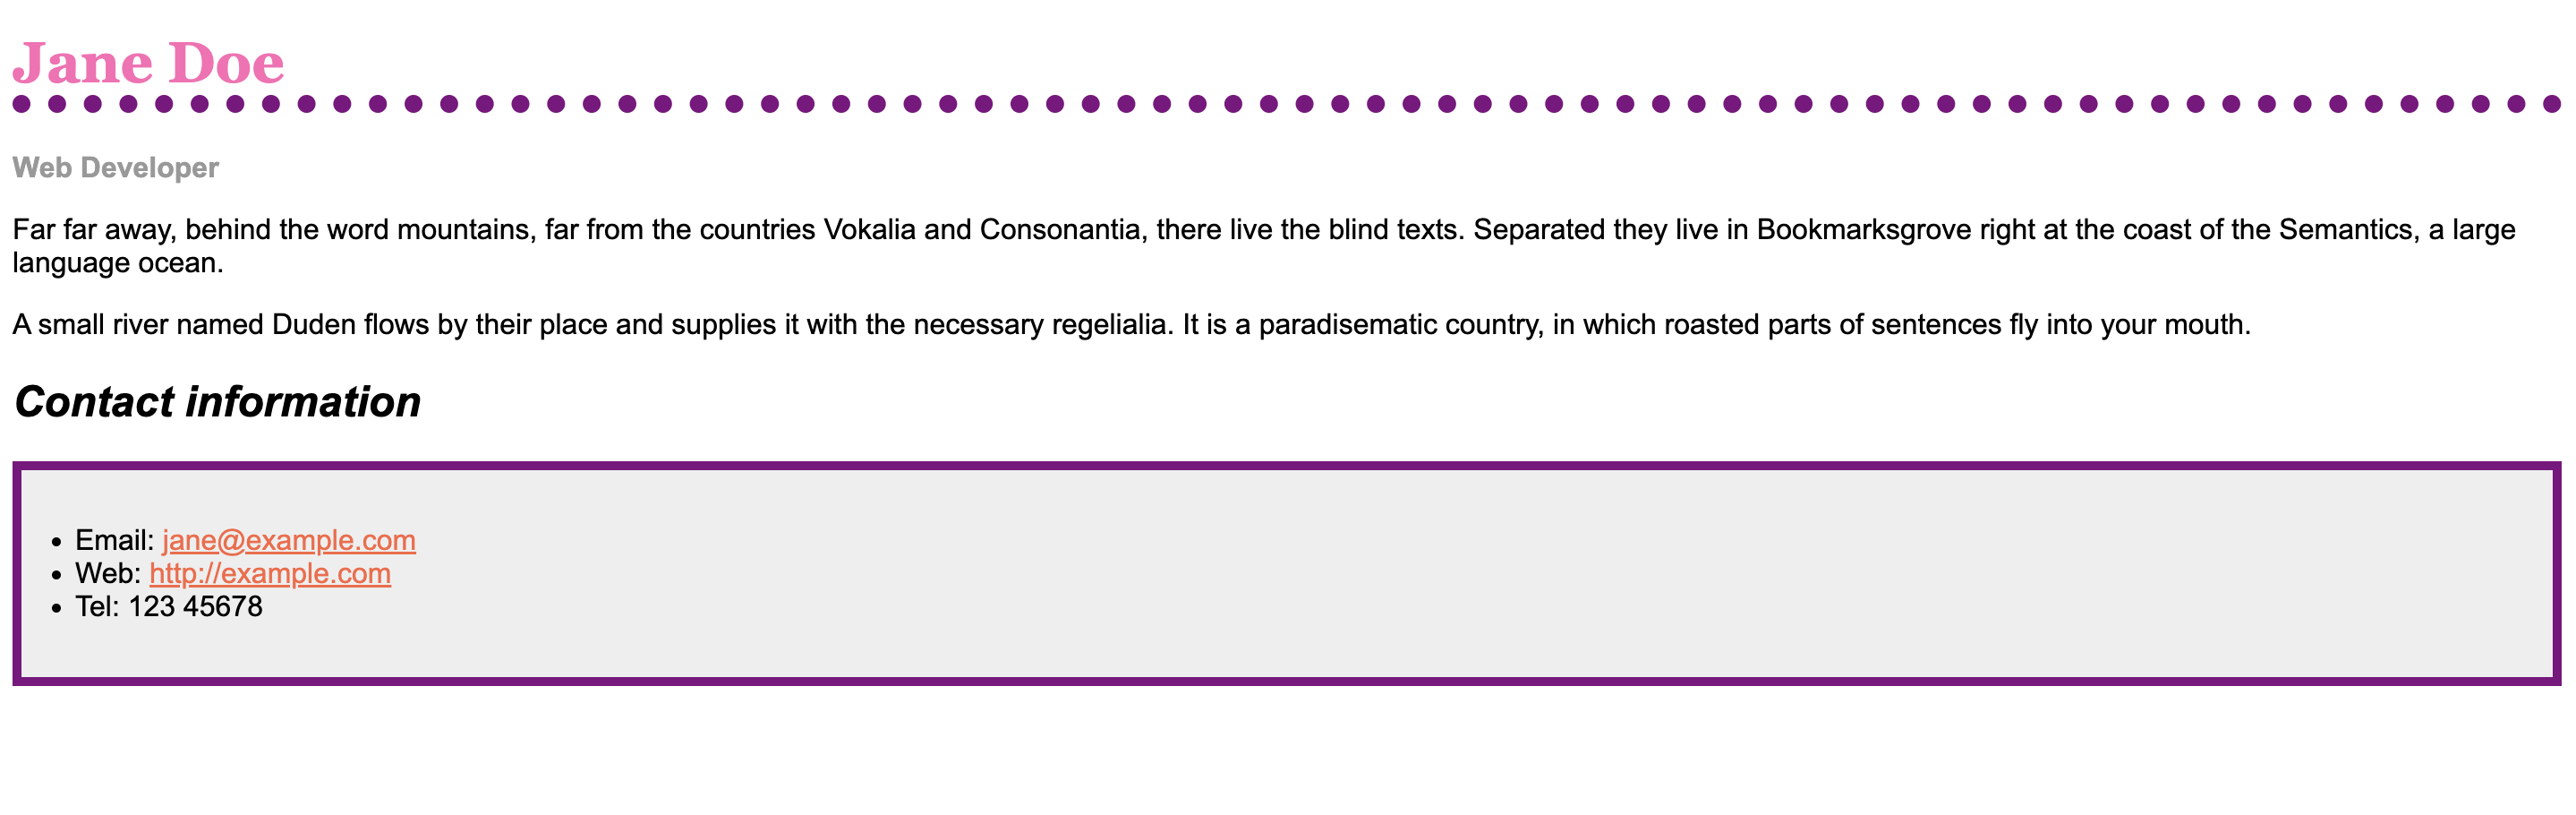 Jane Doe
Web Developer
Far far away, behind the word mountains, far from the countries Vokalia and Consonantia, there live the blind texts. Separated they live in Bookmarksgrove right at the coast of the Semantics, a large
language ocean.
A small river named Duden flows by their place and supplies it with the necessary regelialia. It is a paradisematic country, in which roasted parts of sentences fly into your mouth.
Contact information
• Email: jane@example.com
• Web: http://example.com
• Tel: 123 45678